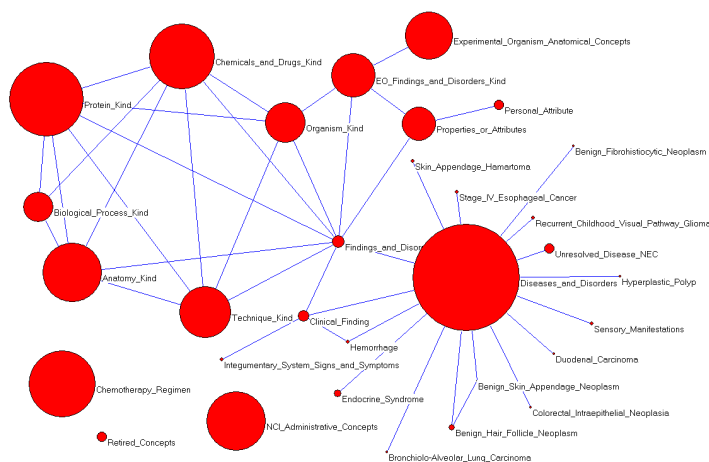 Experimental_Organism_Anatomical_Concepts
Chemicals_and_Drugs_Kind
EO_Findings_and_Disorders_Kind
Protein_Kind
Personal_Attribute
Organism_Kind
Properties_or_Attributes
Benign_Fibrohistiocytic_Neoplasm
Skin_Appendage_Hamartoma
Stage_IV_Esophageal_Cancer
Biological_Process_Kind
Recurrent_Childhood_Visual_Pathway_Glioma
Findings_and_Disor
Unresolved_Disease_NEC
Anatomy_Kind
Diseases_and_Disorders
Hyperplastic_Polyp
Technique_Kind
Clinical_Finding
Sensory_Manifestations
Hemorrhage
Integumentary_System_Signs_and_Symptoms
Duodenal_Carcinoma
Chemotherapy_Regimen
Benign_Skin_Appendage_Neoplasm
Endocrine_Syndrome
Colorectal_Intraepithelial_Neoplasia
NCI_Administrative_Concepts
Benign_Hair_Follicle_Neoplasm
Retired_Concepts
Bronchiolo-Alveolar_Lung_Carcinoma